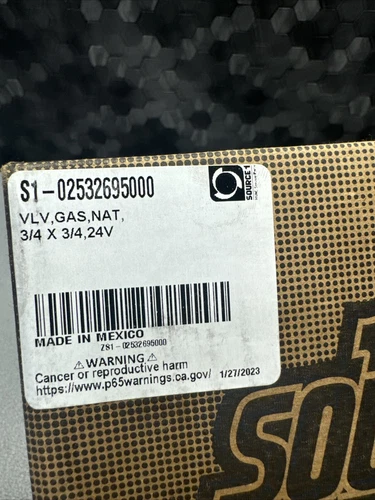 S1-02532695000
SOURCE 1
VLV,GAS,NAT,
3/4 X 3/4,24V
MADE IN MEXICO
ZS1-02532695000
⚠WARNING⚠
Cancer or reproductive harm
https://www.p65warnings.ca.gov/ 1/27/2023
SOU